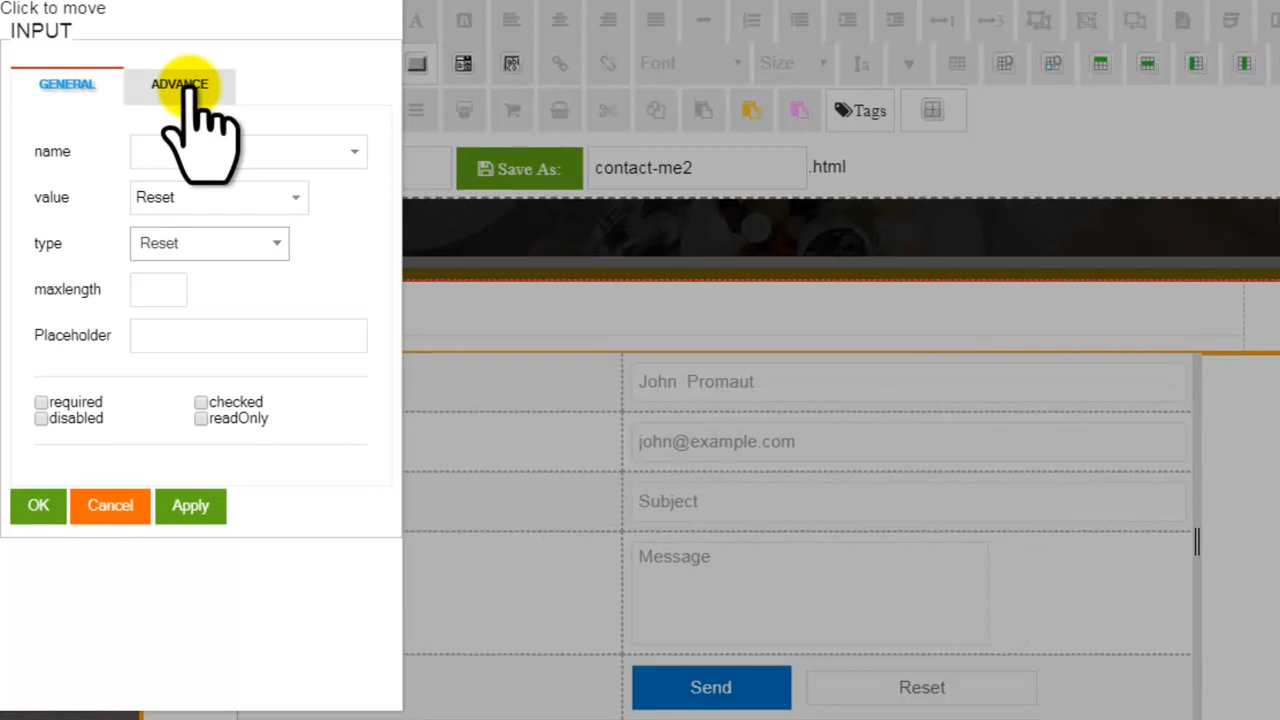 Click to move
INPUT
GENERAL
ADVANCE
name
value
Reset
type
Reset
maxlength
Placeholder
required
checked
disabled
readOnly
OK
Cancel
Apply
Font
Size
Tags
Save As:
contact-me2
.html
John Promaut
john@example.com
Subject
Message
Send
Reset